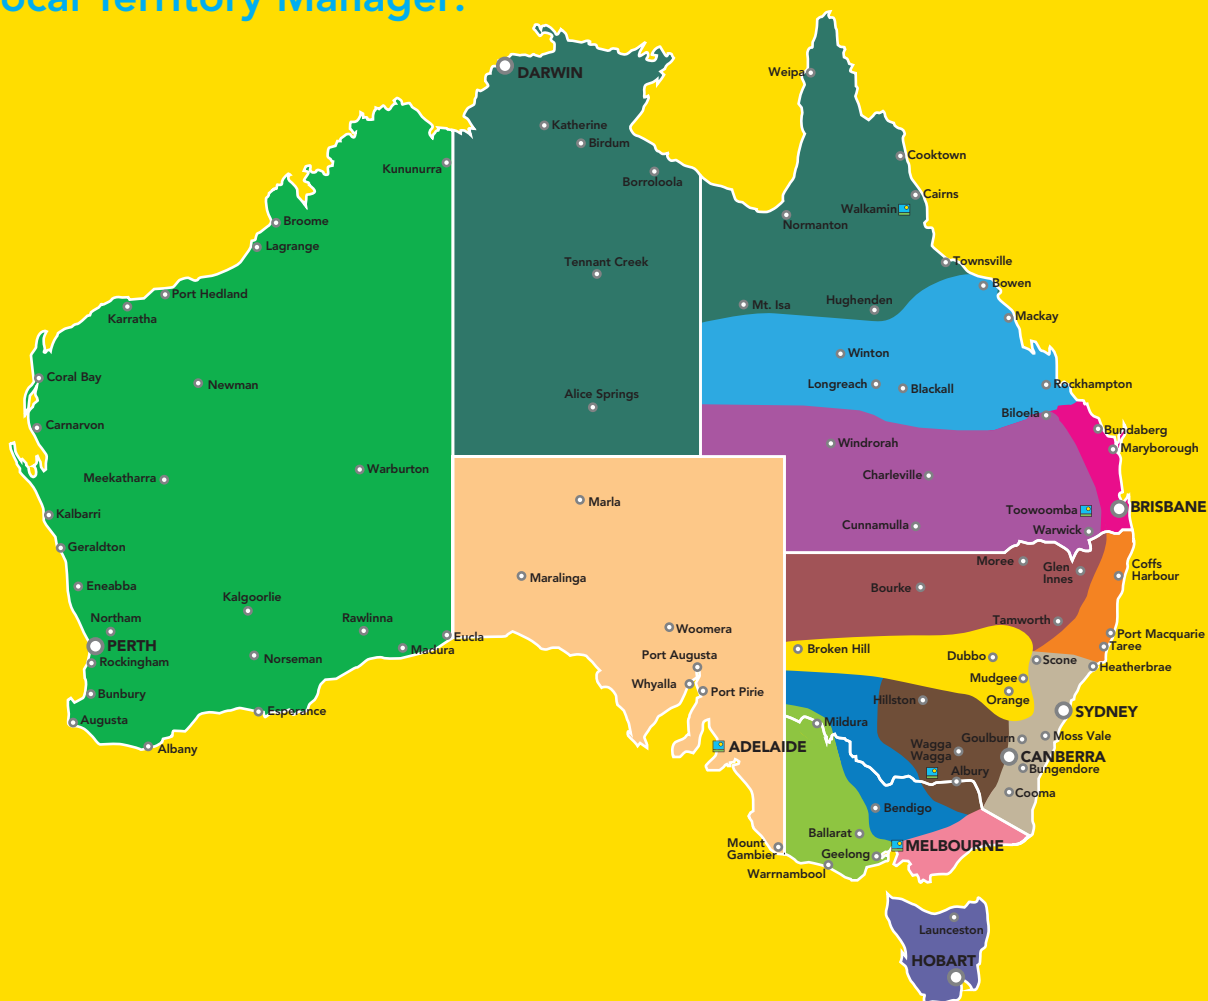 ocal Territory Manager.
DARWIN
Weipa
Katherine
Birdum
Kununurra
Borroloola
Cooktown
Cairns
Walkamin
Normanton
Broome
Lagrange
Tennant Creek
Townsville
Bowen
Port Hedland
Karratha
Mt. Isa
Hughenden
Mackay
Winton
Coral Bay
Newman
Longreach
Blackall
Rockhampton
Alice Springs
Biloela
Carnarvon
Bundaberg
Windrorah
Maryborough
Warburton
Meekatharra
Charleville
Marla
Kalbarri
Toowoomba
BRISBANE
Cunnamulla
Warwick
Geraldton
Moree
Glen
Innes
Coffs
Harbour
Maralinga
Eneabba
Bourke
Kalgoorlie
Northam
Rawlinna
Tamworth
Woomera
Port Macquarie
PERTH
Eucla
Madura
Taree
Broken Hill
Dubbo
Scone
Heatherbrae
Rockingham
Norseman
Port Augusta
Mudgee
Whyalla
Port Pirie
Bunbury
Hillston
Orange
SYDNEY
Augusta
Esperance
Mildura
Goulburn
Moss Vale
Albany
ADELAIDE
Wagga
Wagga
CANBERRA
Albury
Bungendore
Cooma
Bendigo
Ballarat
Mount
Gambier
Geelong
MELBOURNE
Warrnambool
Launceston
HOBART